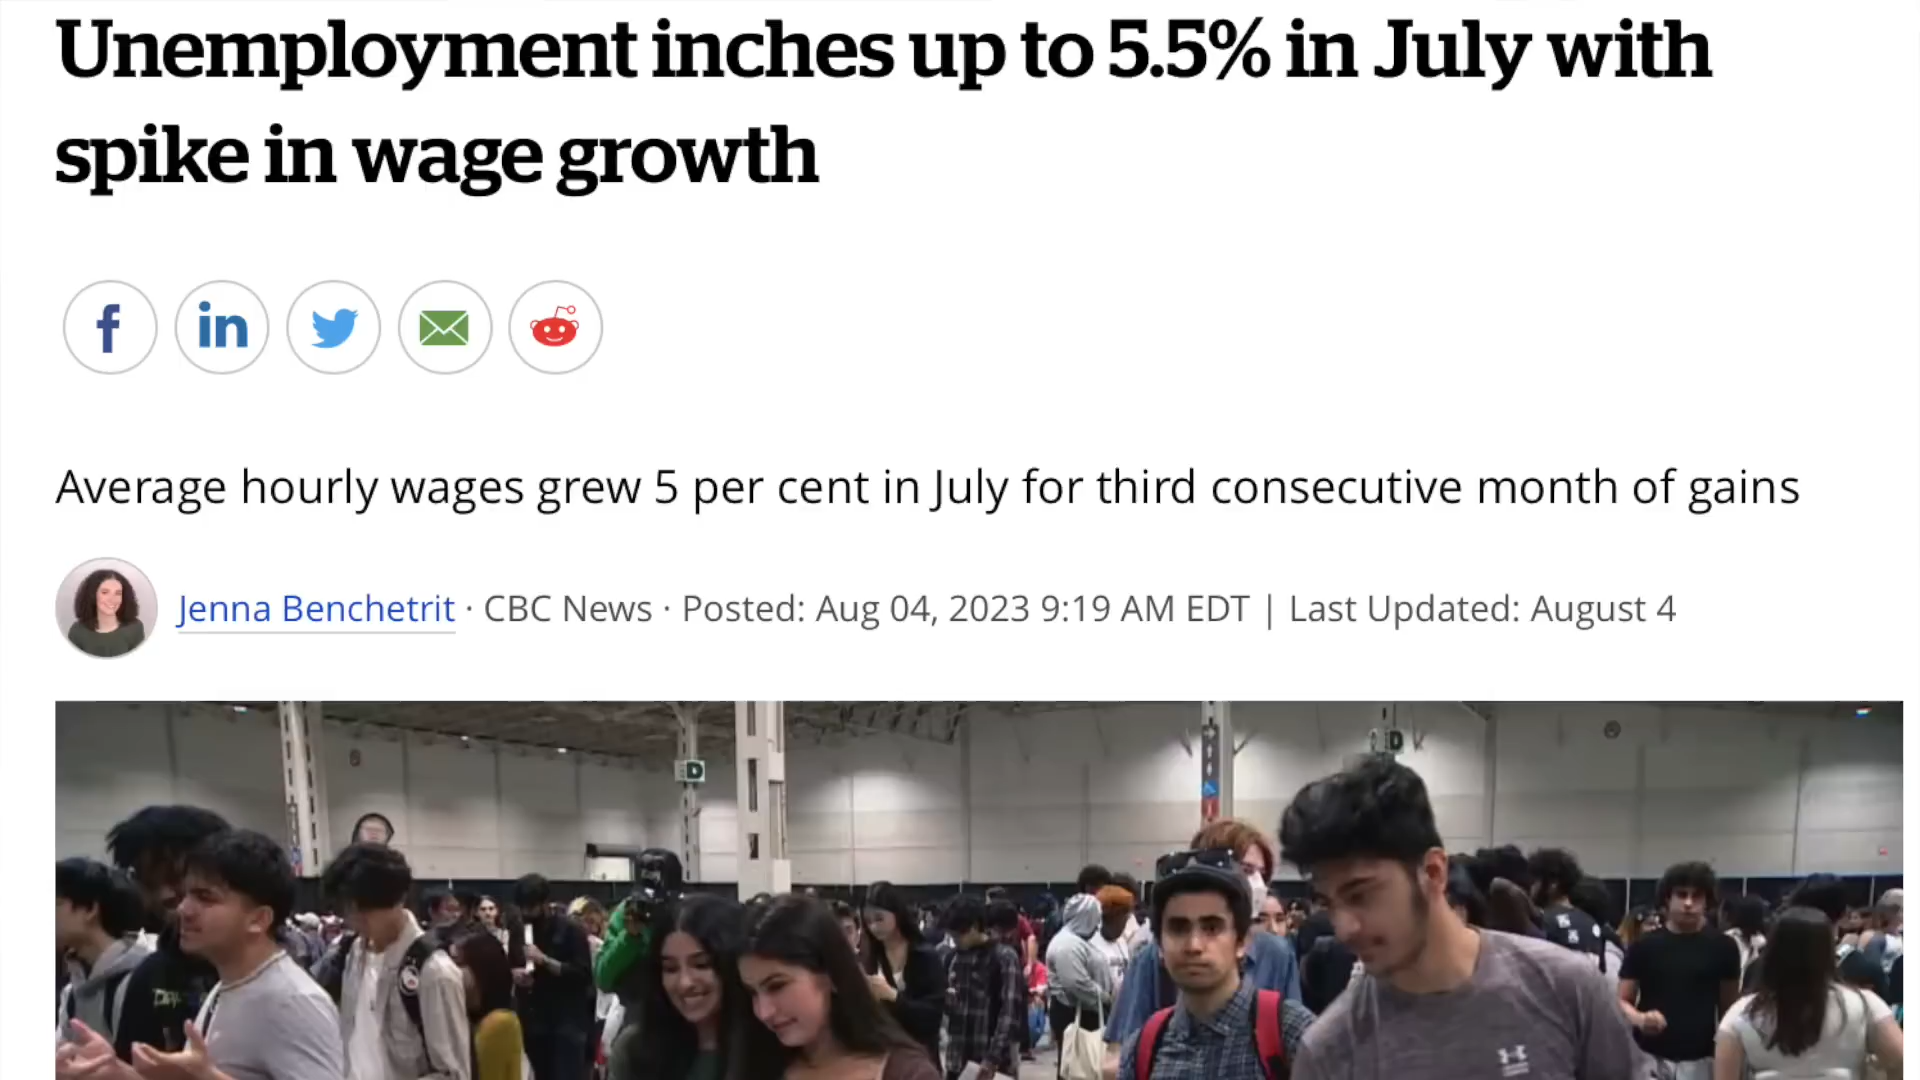 Unemployment inches up to 5.5% in July with
spike in wage growth
f
in
Average hourly wages grew 5 per cent in July for third consecutive month of gains
Jenna Benchetrit · CBC News · Posted: Aug 04, 2023 9:19 AM EDT | Last Updated: August 4
D
D